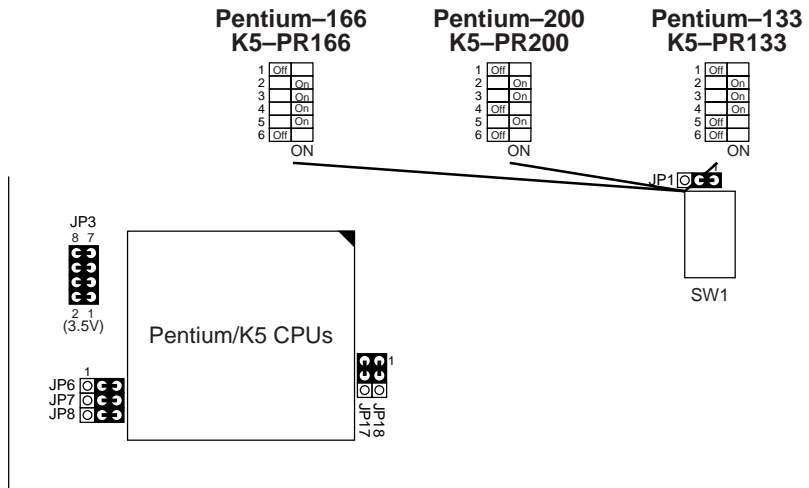 Pentium–166
K5–PR166
1 Off
2 On
3 On
4 On
5 On
6 Off
ON
Pentium–200
K5–PR200
1 Off
2 On
3 On
4 Off
5 On
6 Off
ON
Pentium–133
K5–PR133
1 Off
2 On
3 On
4 On
5 Off
6 Off
ON
JP1
1
SW1
JP3
8 7
2 1
(3.5V)
Pentium/K5 CPUs
1
JP6
JP7
JP8
1
JP17
JP18